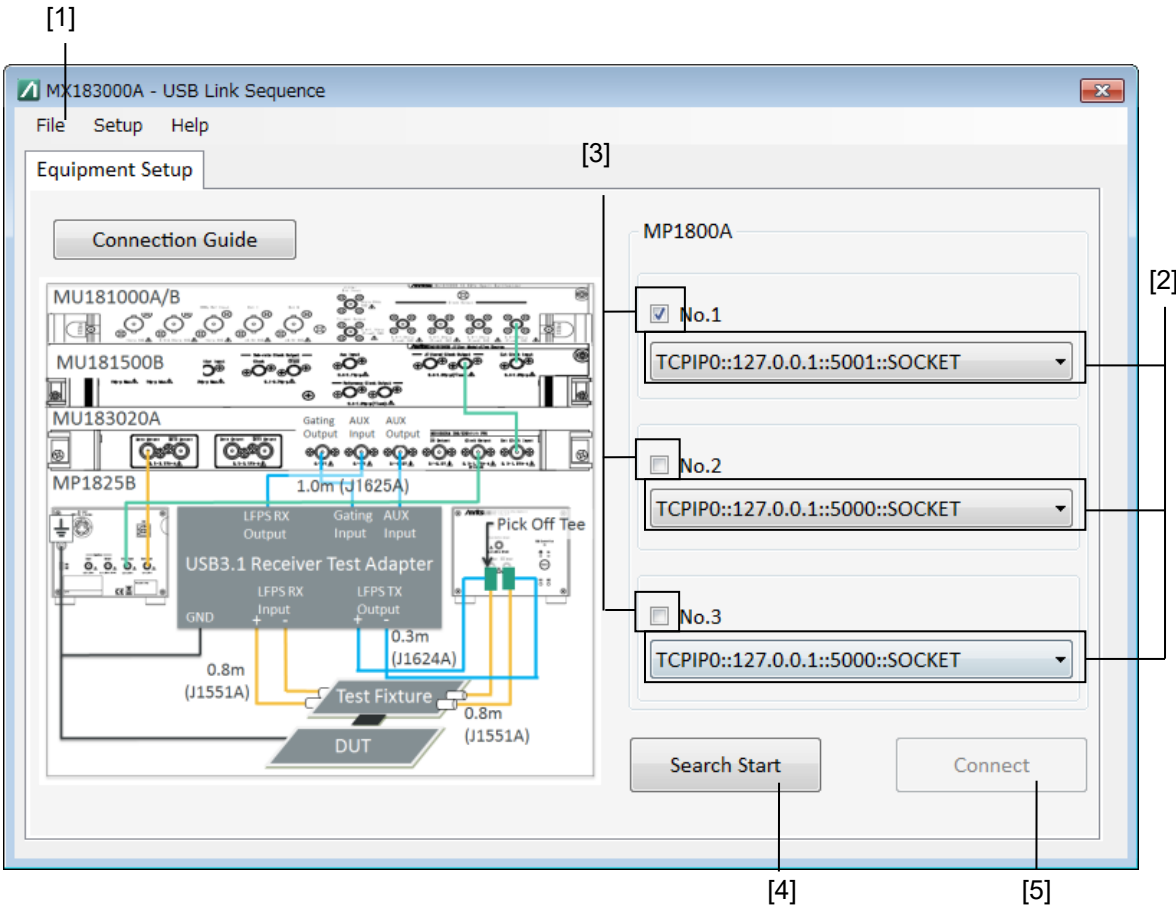 [1]
MX183000A - USB Link Sequence
File Setup Help
[3]
Equipment Setup
Connection Guide
MP1800A
[2]
MU181000A/B
No.1
TCPIP0::127.0.0.1::5001::SOCKET
MU181500B
MU183020A
Gating Output
AUX Input
AUX Output
No.2
TCPIP0::127.0.0.1::5000::SOCKET
MP1825B
1.0m (J1625A)
LFPS RX Output
Gating Input
AUX Input
Pick Off Tee
USB3.1 Receiver Test Adapter
LFPS RX Input
+ -
LFPS TX Output
+ -
GND
No.3
TCPIP0::127.0.0.1::5000::SOCKET
0.3m
(J1624A)
0.8m
(J1551A)
Test Fixture
0.8m
(J1551A)
DUT
Search Start
Connect
[4]
[5]